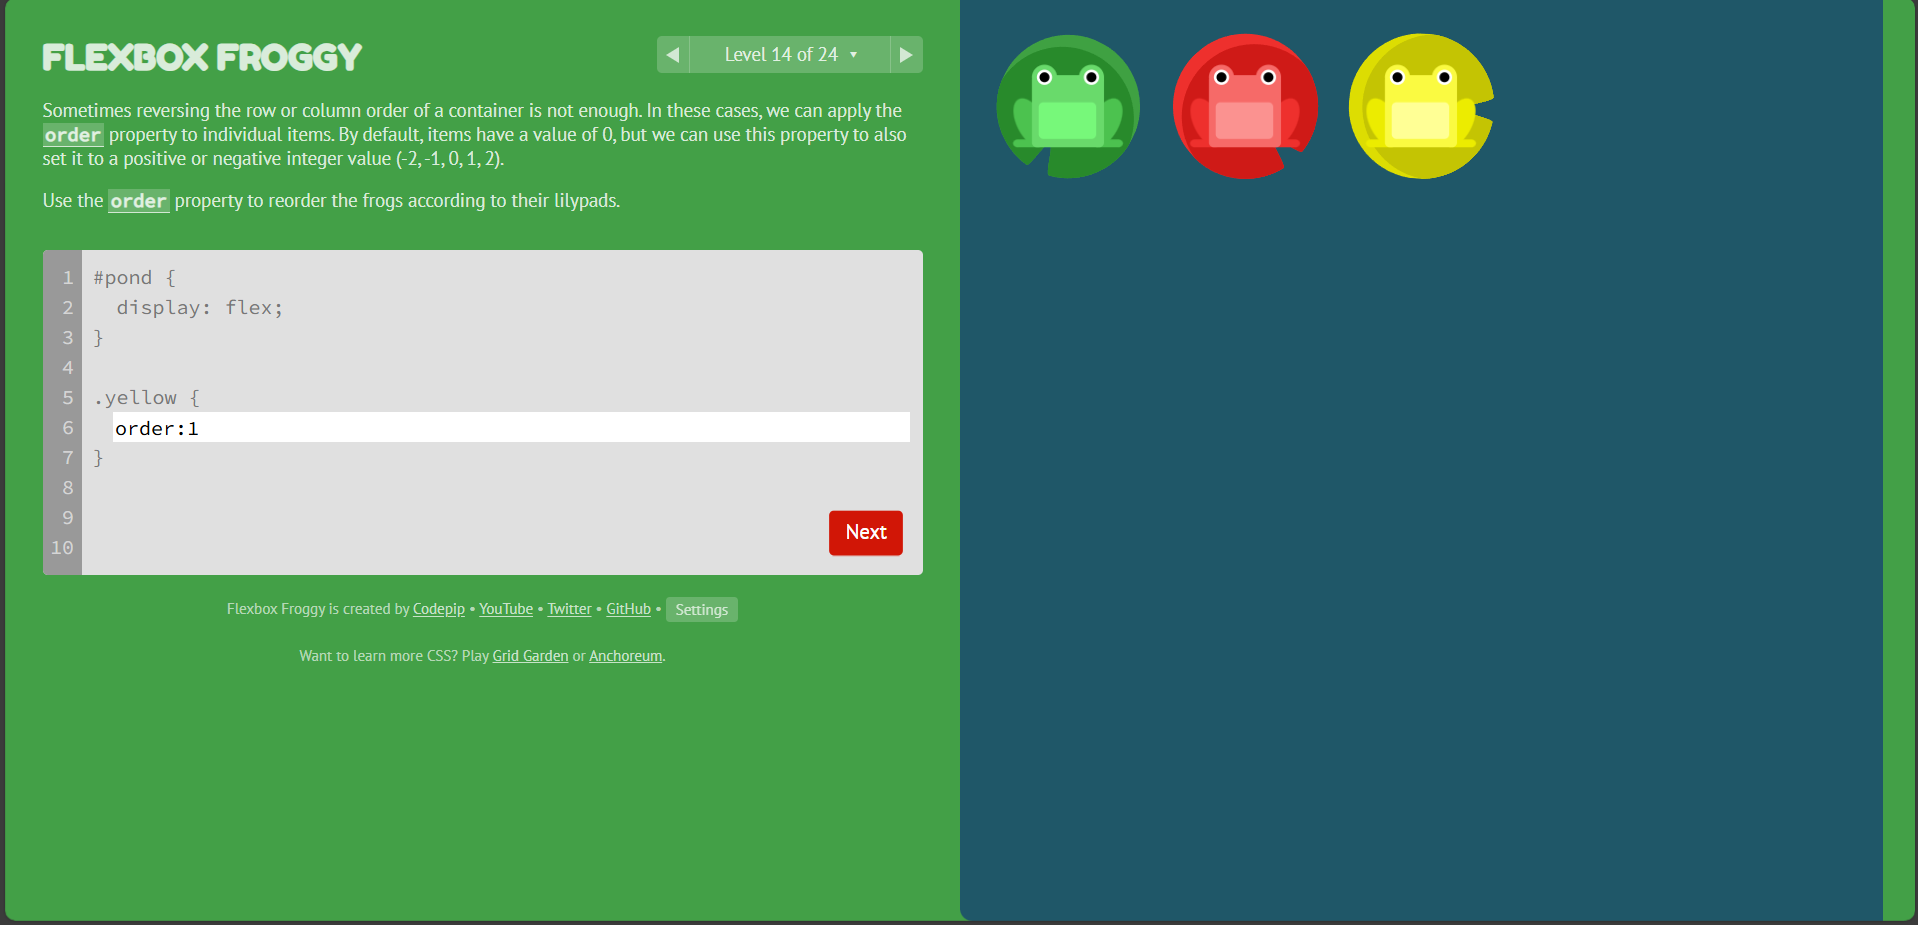 FLEXBOX FROGGY
◀ Level 14 of 24 ▾ ▶
Sometimes reversing the row or column order of a container is not enough. In these cases, we can apply the
order property to individual items. By default, items have a value of 0, but we can use this property to also
set it to a positive or negative integer value (-2, -1, 0, 1, 2).
Use the order property to reorder the frogs according to their lilypads.
1 #pond {
2   display: flex;
3 }
4
5 .yellow {
6   order:1
7 }
8
9
10
Next
Flexbox Froggy is created by Codepip • YouTube • Twitter • GitHub • Settings
Want to learn more CSS? Play Grid Garden or Anchoreum.